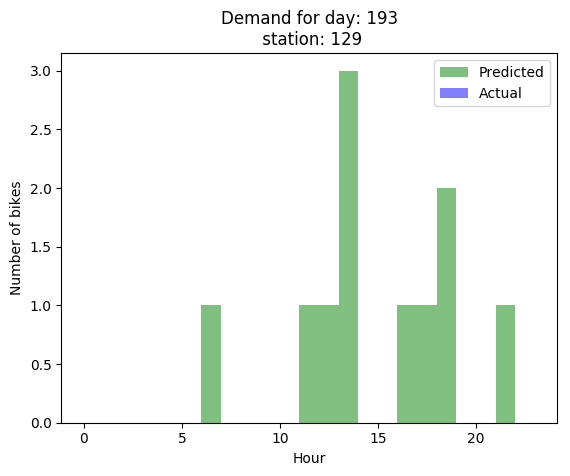 Demand for day: 193
station: 129
Predicted
Actual
Number of bikes
3.0
2.5
2.0
1.5
1.0
0.5
0.0
0 5 10 15 20
Hour